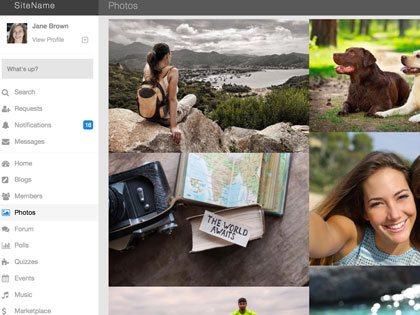 SiteName
Photos
Jane Brown
View Profile
What's up?
Search
Requests
Notifications 16
Messages
Home
Blogs
Members
Photos
Forum
Polls
Quizzes
Events
Music
Marketplace
THE WORLD
AWAITS